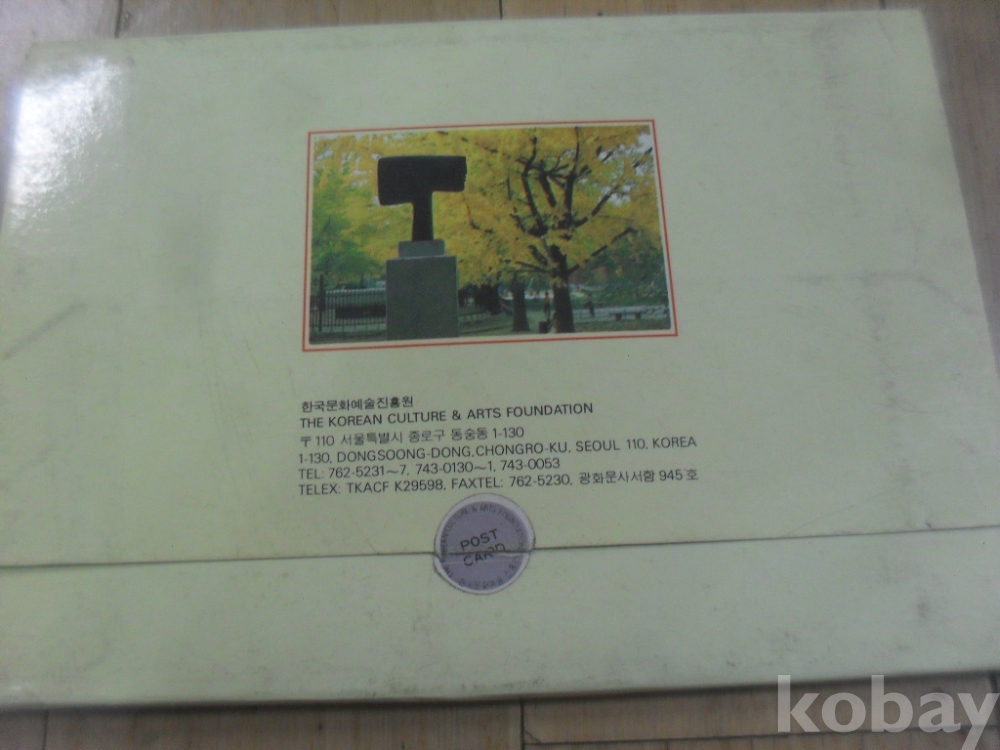 한국문화예술진흥원
THE KOREAN CULTURE & ARTS FOUNDATION
〒110 서울특별시 종로구 동숭동 1-130
1-130, DONGSOONG-DONG, CHONGRO-KU, SEOUL 110, KOREA
TEL: 762-5231~7, 743-0130~1, 743-0053
TELEX: TKACF K29598, FAXTEL: 762-5230, 광화문사서함 945호
POST
CARD
kobay